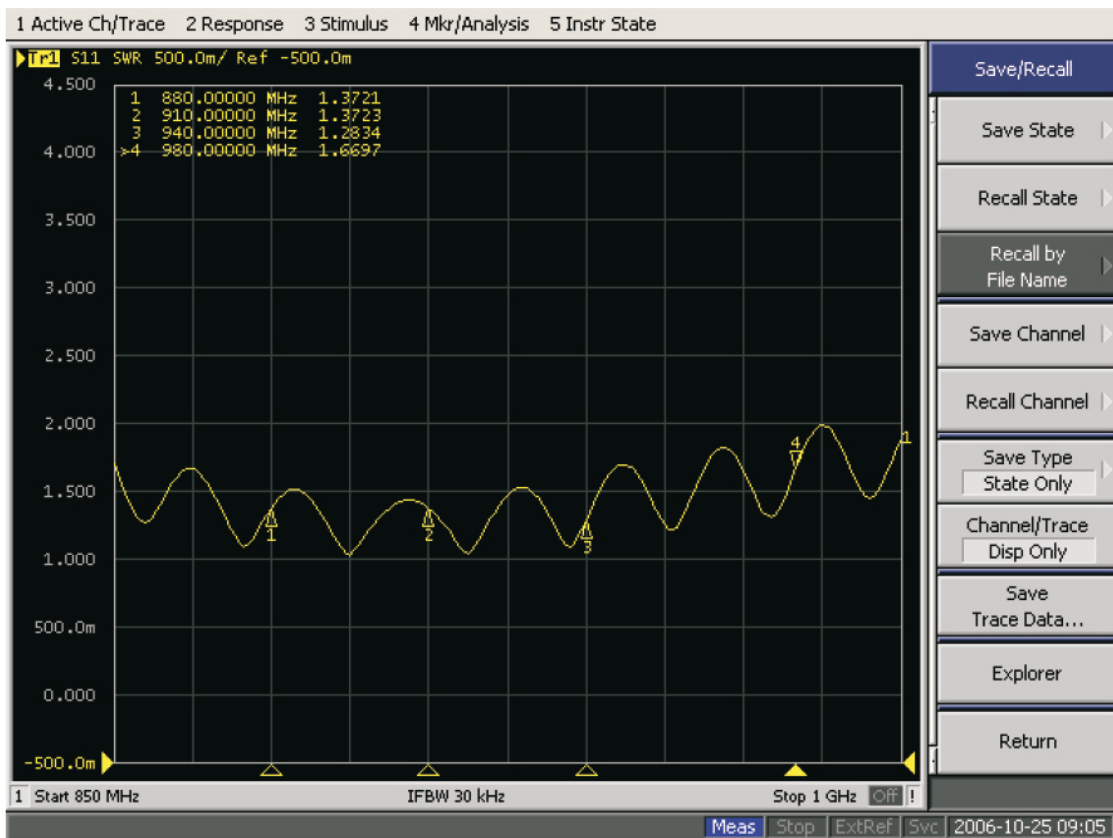 1 Active Ch/Trace 2 Response 3 Stimulus 4 Mkr/Analysis 5 Instr State
Tr1 S11 SWR 500.0m/ Ref -500.0m
4.500
4.000
3.500
3.000
2.500
2.000
1.500
1.000
500.0m
0.000
-500.0m
1 880.00000 MHz 1.3721
2 910.00000 MHz 1.3723
3 940.00000 MHz 1.2834
>4 980.00000 MHz 1.6697
1
2
3
4
1
1 Start 850 MHz IFBW 30 kHz Stop 1 GHz Off !
Save/Recall
Save State
Recall State
Recall by
File Name
Save Channel
Recall Channel
Save Type
State Only
Channel/Trace
Disp Only
Save
Trace Data...
Explorer
Return
Meas Stop ExtRef Svc 2006-10-25 09:05